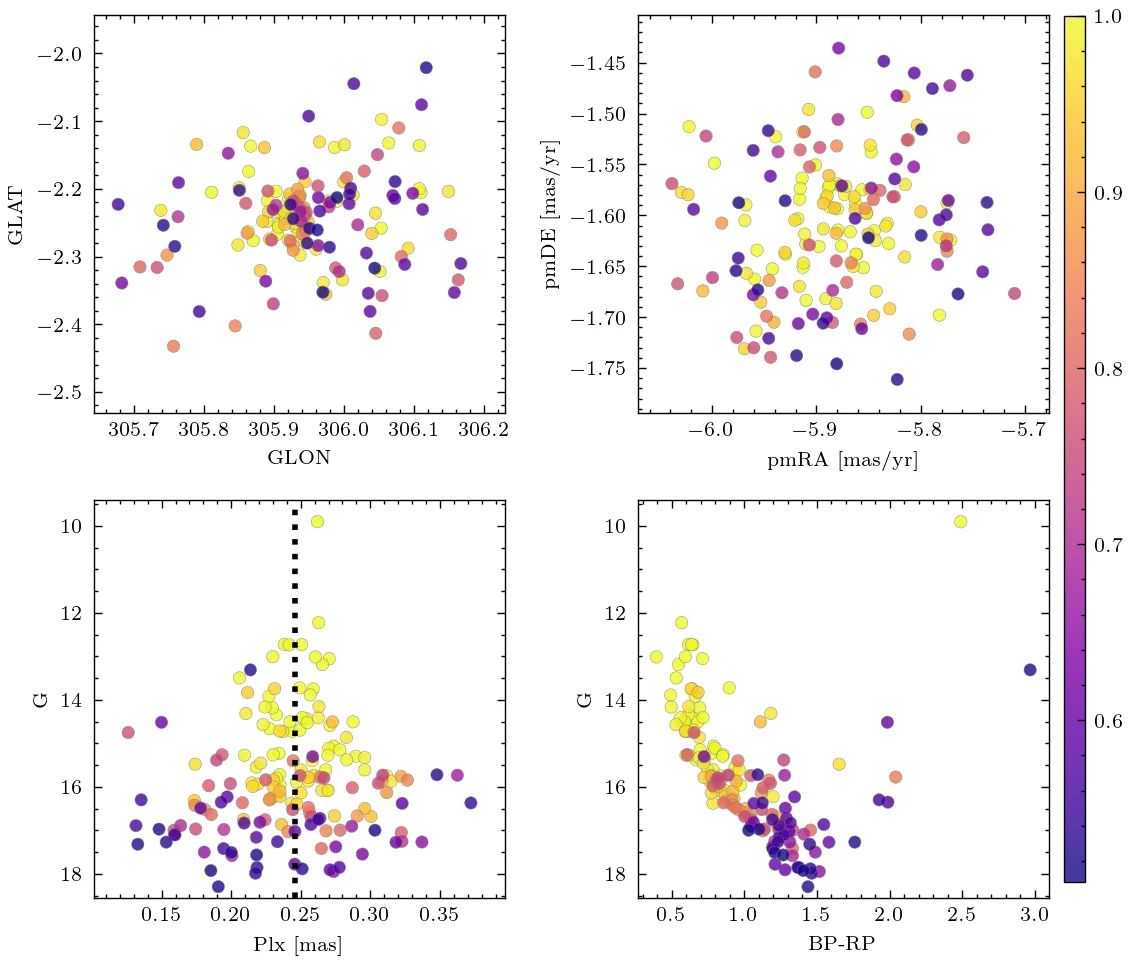 −2.0
−2.1
−2.2
−2.3
−2.4
−2.5
GLAT
305.7 305.8 305.9 306.0 306.1 306.2
GLON
−1.45
−1.50
−1.55
−1.60
−1.65
−1.70
−1.75
pmDE [mas/yr]
−6.0 −5.9 −5.8 −5.7
pmRA [mas/yr]
1.0
0.9
0.8
0.7
0.6
10
12
14
16
18
G
0.15 0.20 0.25 0.30 0.35
Plx [mas]
10
12
14
16
18
G
0.5 1.0 1.5 2.0 2.5 3.0
BP-RP